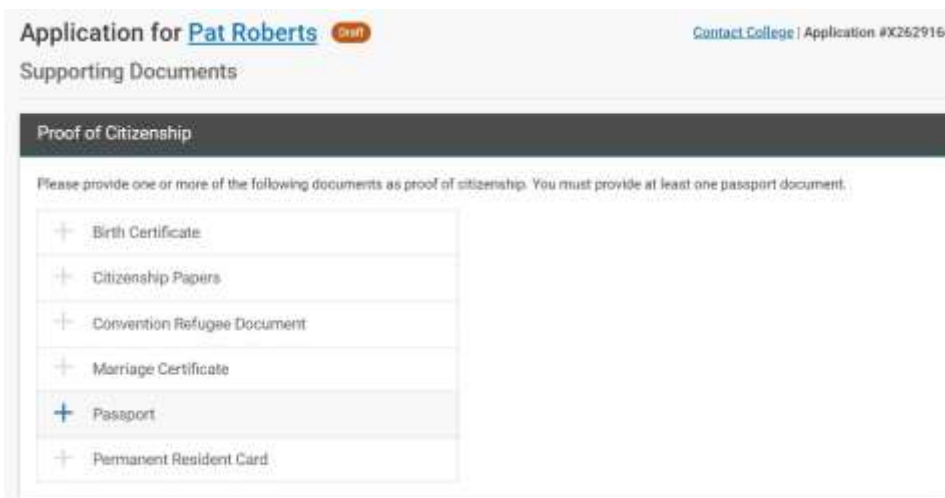 Application for Pat Roberts Draft
Contact College | Application #X262916
Supporting Documents
Proof of Citizenship
Please provide one or more of the following documents as proof of citizenship. You must provide at least one passport document.
Birth Certificate
Citizenship Papers
Convention Refugee Document
Marriage Certificate
Passport
Permanent Resident Card